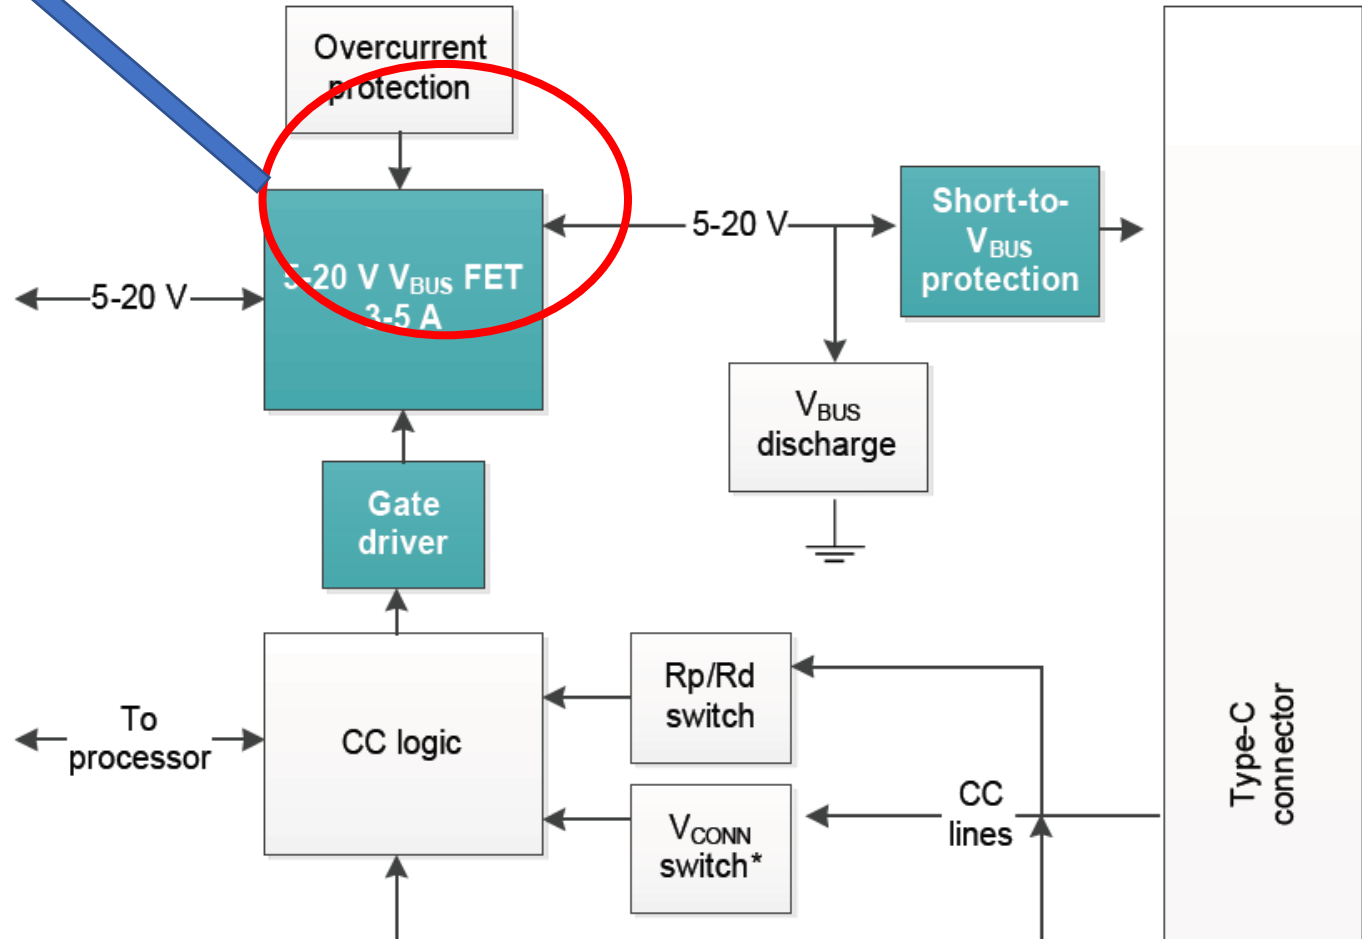 Overcurrent
protection
5-20 V
Short-to-
VBUS
protection
5-20 V
5-20 V VBUS FET
3-5 A
VBUS
discharge
Gate
driver
Rp/Rd
switch
To
processor
CC logic
CC
lines
VCONN
switch*
Type-C
connector